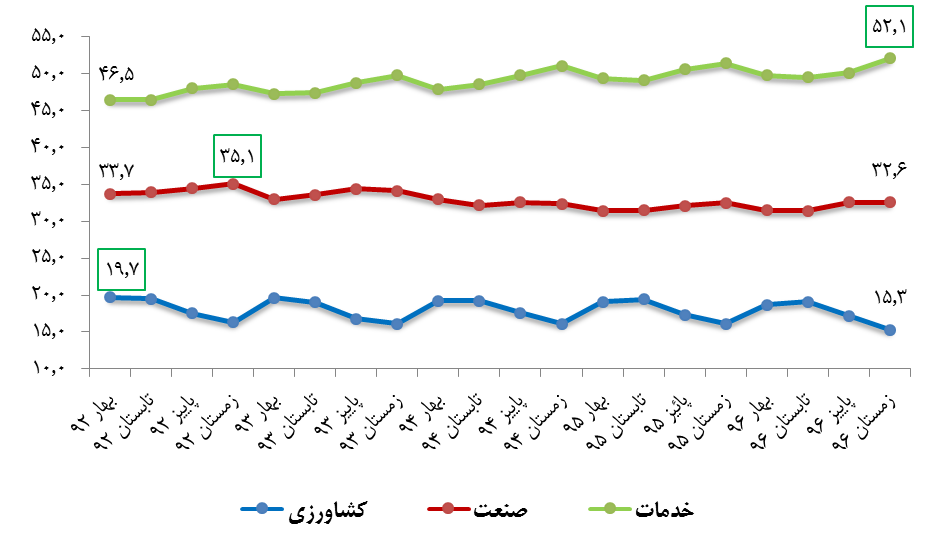 ۵۵٫۰
۵۰٫۰
۴۵٫۰
۴۰٫۰
۳۵٫۰
۳۰٫۰
۲۵٫۰
۲۰٫۰
۱۵٫۰
۱۰٫۰
۴۶٫۵
۵۲٫۱
۳۳٫۷
۳۵٫۱
۳۲٫۶
۱۹٫۷
۱۵٫۳
بهار ۹۲
تابستان ۹۲
پاییز ۹۲
زمستان ۹۲
بهار ۹۳
تابستان ۹۳
پاییز ۹۳
زمستان ۹۳
بهار ۹۴
تابستان ۹۴
پاییز ۹۴
زمستان ۹۴
بهار ۹۵
تابستان ۹۵
پائیز ۹۵
زمستان ۹۵
بهار ۹۶
تابستان ۹۶
پاییز ۹۶
زمستان ۹۶
خدمات
صنعت
کشاورزی